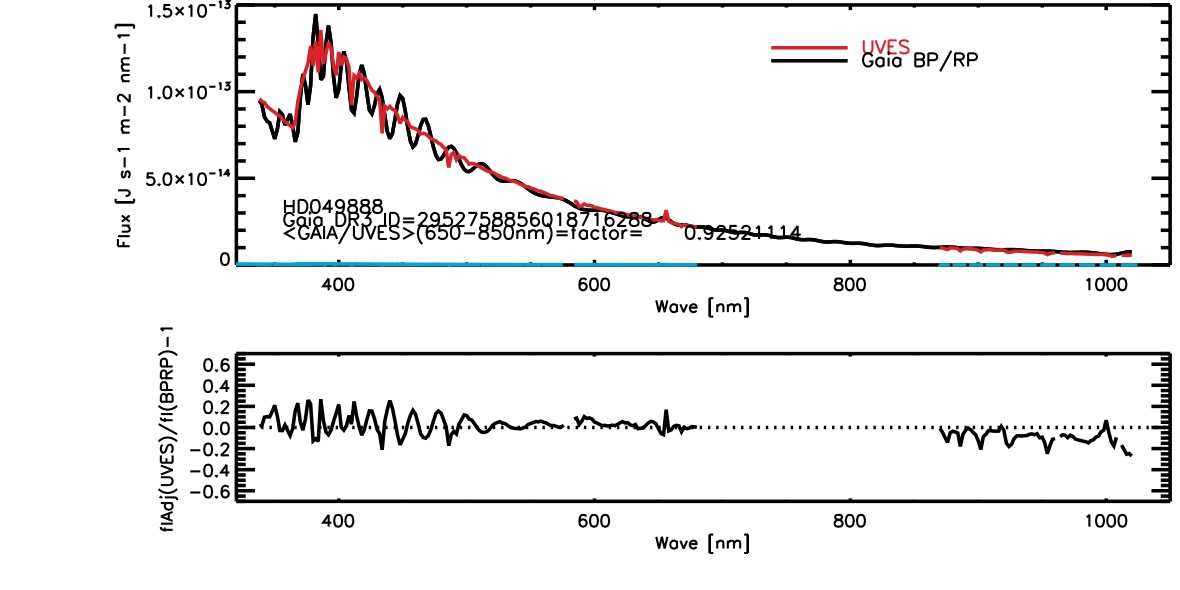 1.5×10−13
1.0×10−13
5.0×10−14
0
Flux [J s−1 m−2 nm−1]
UVES
Gaia BP/RP
HD049888
Gaia DR3 ID=2952758856018716288
<GAIA/UVES>(650−850nm)=factor= 0.92521114
400 600 800 1000
Wave [nm]
flAdj(UVES)/fl(BPRP)−1
0.6
0.4
0.2
0.0
−0.2
−0.4
−0.6
400 600 800 1000
Wave [nm]